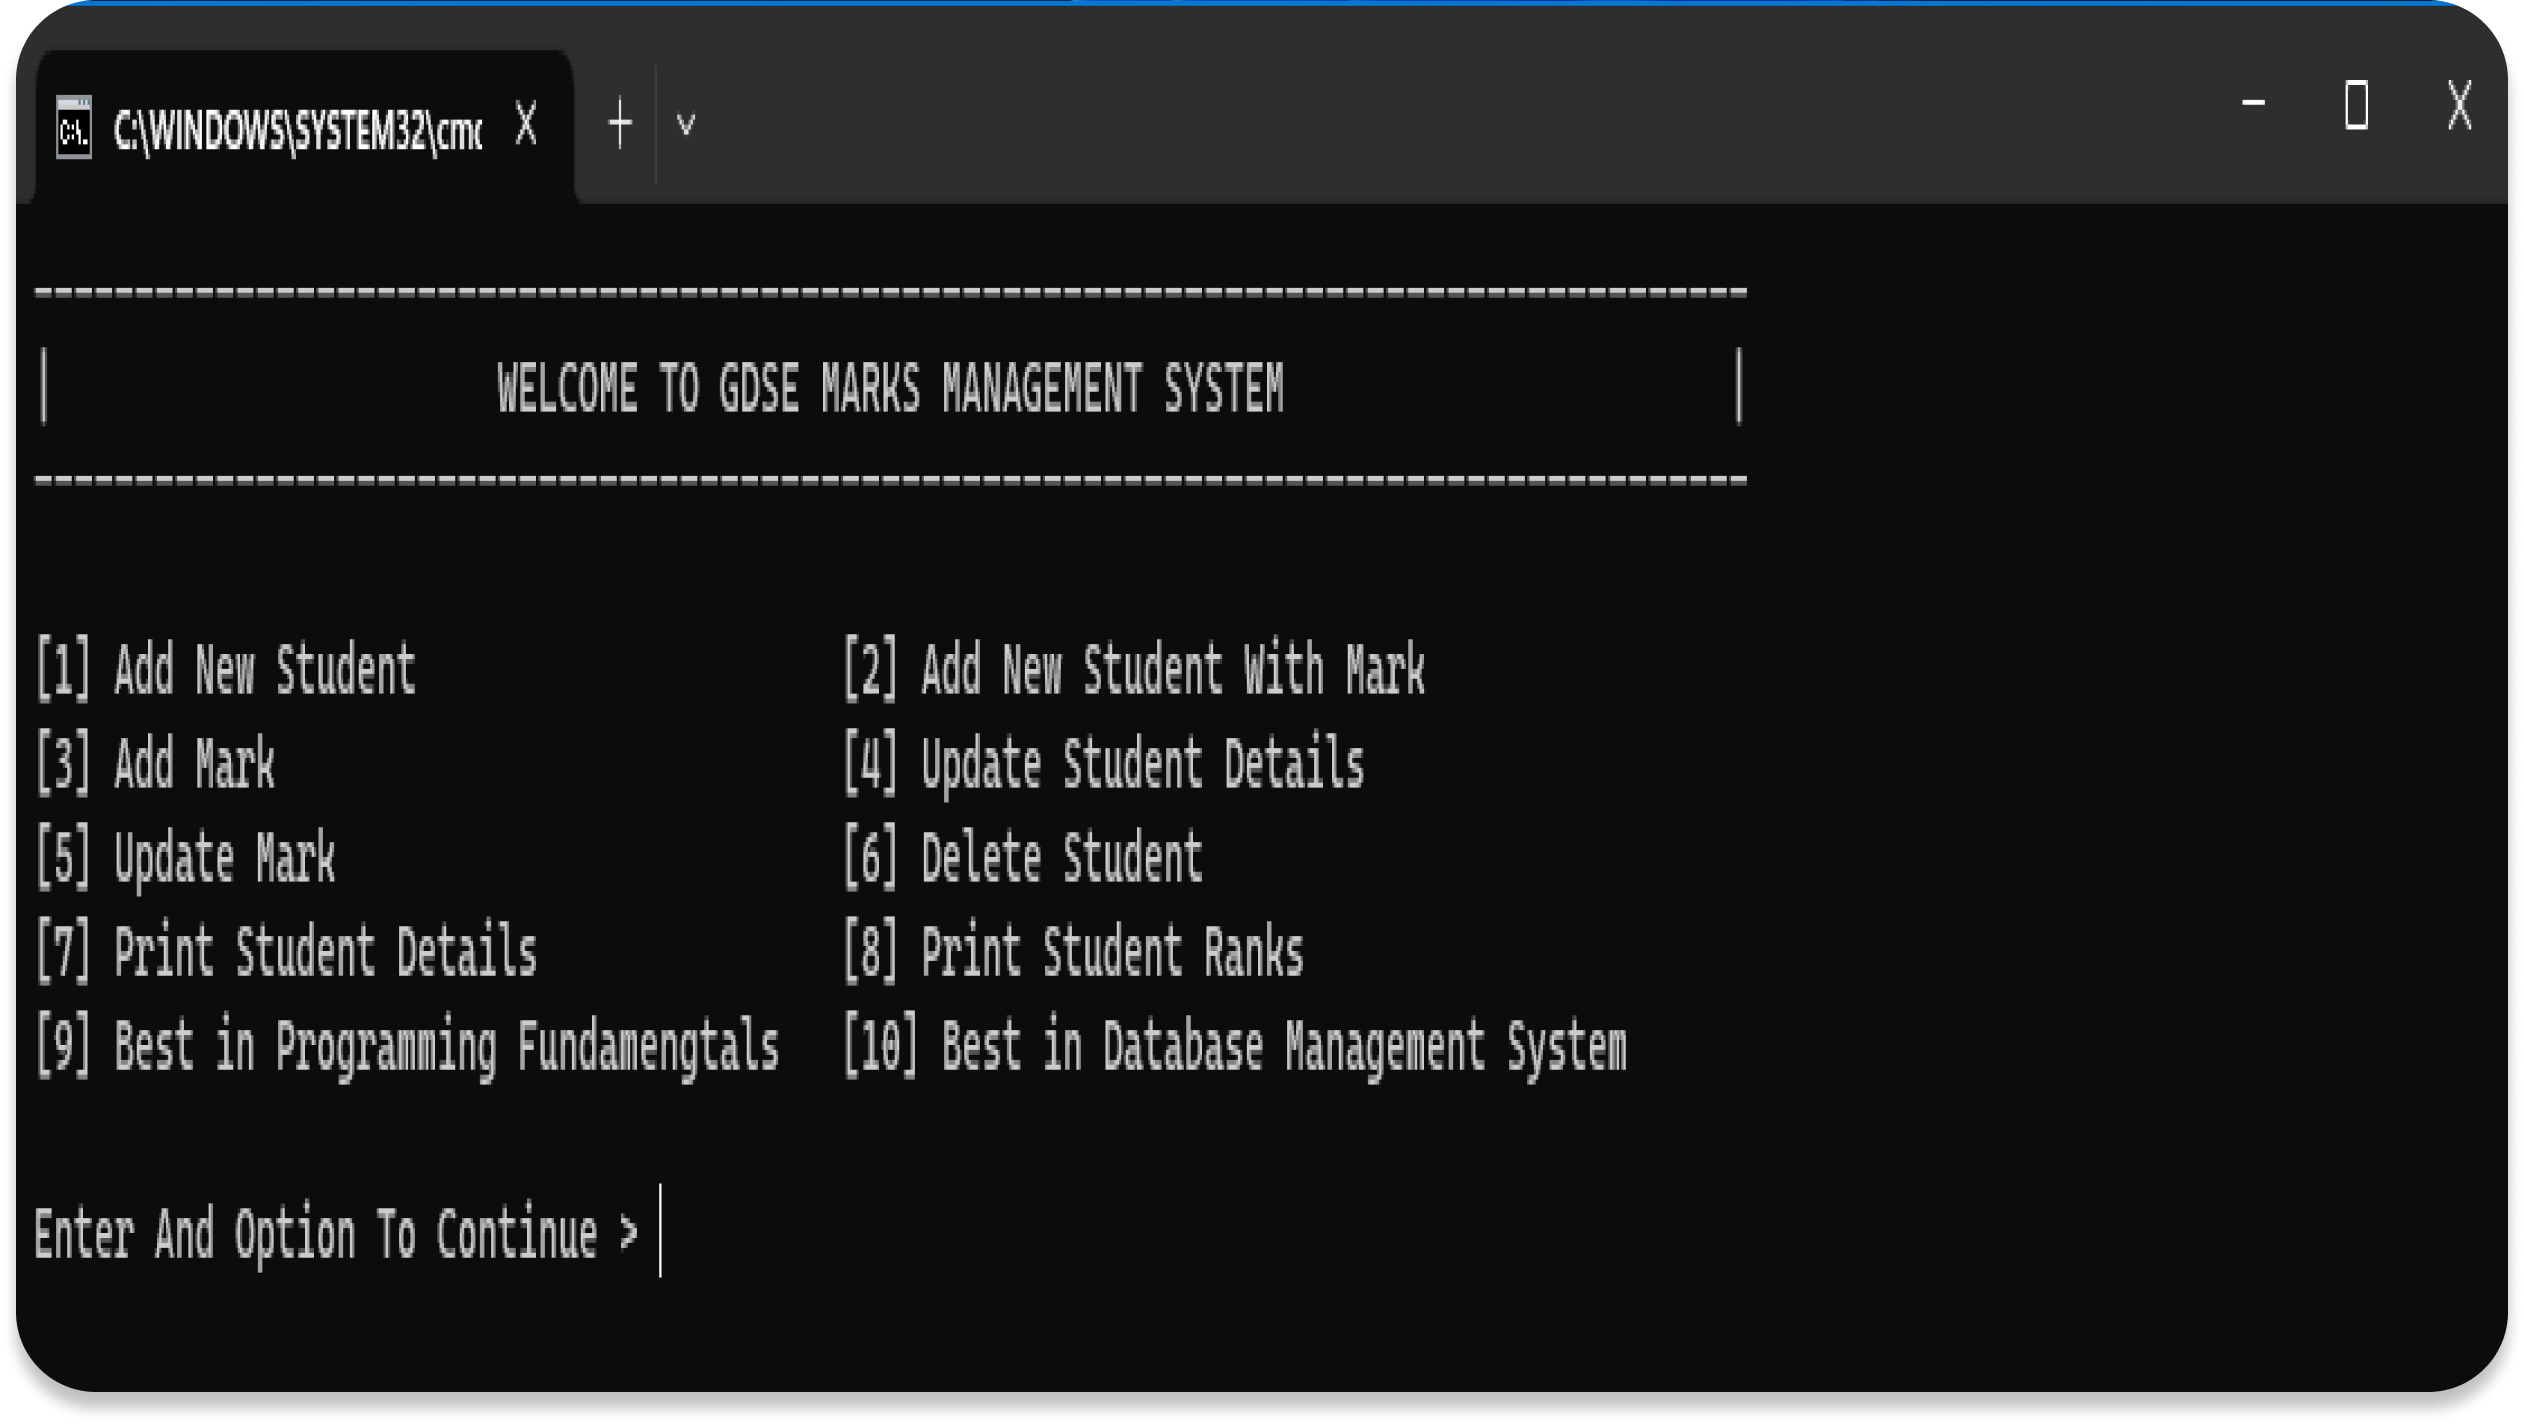 C:\WINDOWS\SYSTEM32\cmd
WELCOME TO GDSE MARKS MANAGEMENT SYSTEM
[1] Add New Student [2] Add New Student With Mark
[3] Add Mark [4] Update Student Details
[5] Update Mark [6] Delete Student
[7] Print Student Details [8] Print Student Ranks
[9] Best in Programming Fundamengtals [10] Best in Database Management System
Enter And Option To Continue >